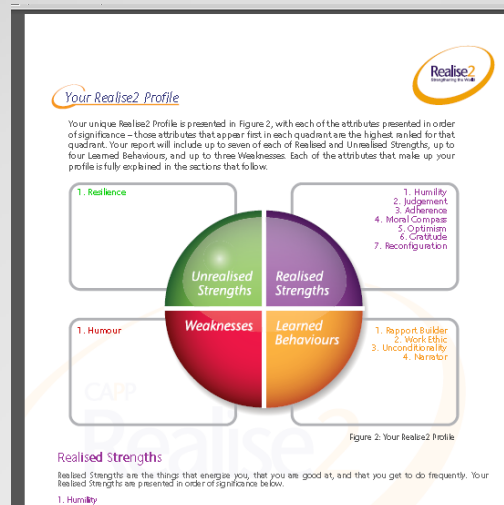 Realise2
Strengthening the World
Your Realise2 Profile
Your unique Realise2 Profile is presented in Figure 2, with each of the attributes presented in order
of significance – those attributes that appear first in each quadrant are the highest ranked for that
quadrant. Your report will include up to seven of each of Realised and Unrealised Strengths, up to
four Learned Behaviours, and up to three Weaknesses. Each of the attributes that make up your
profile is fully explained in the sections that follow.
1. Resilience
1. Humility
2. Judgement
3. Adherence
4. Moral Compass
5. Optimism
6. Gratitude
7. Reconfiguration
Unrealised
Strengths
Realised
Strengths
Weaknesses
Learned
Behaviours
1. Humour
1. Rapport Builder
2. Work Ethic
3. Unconditionality
4. Narrator
CAPP
Realise2
Figure 2: Your Realise2 Profile
Realised Strengths
Realised Strengths are the things that energise you, that you are good at, and that you get to do frequently. Your
Realised Strengths are presented in order of significance below.
1. Humility